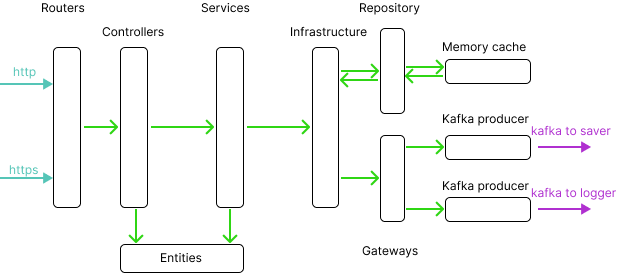 Routers
Services
Repository
Controllers
Infrastructure
Memory cache
http
Kafka producer
kafka to saver
https
Kafka producer
kafka to logger
Entities
Gateways